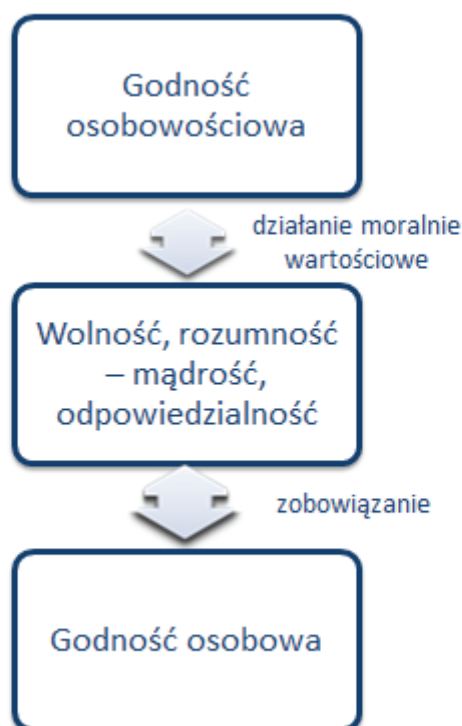 Godność
osobowościowa
działanie moralnie
wartościowe
Wolność, rozumność
– mądrość,
odpowiedzialność
zobowiązanie
Godność osobowa